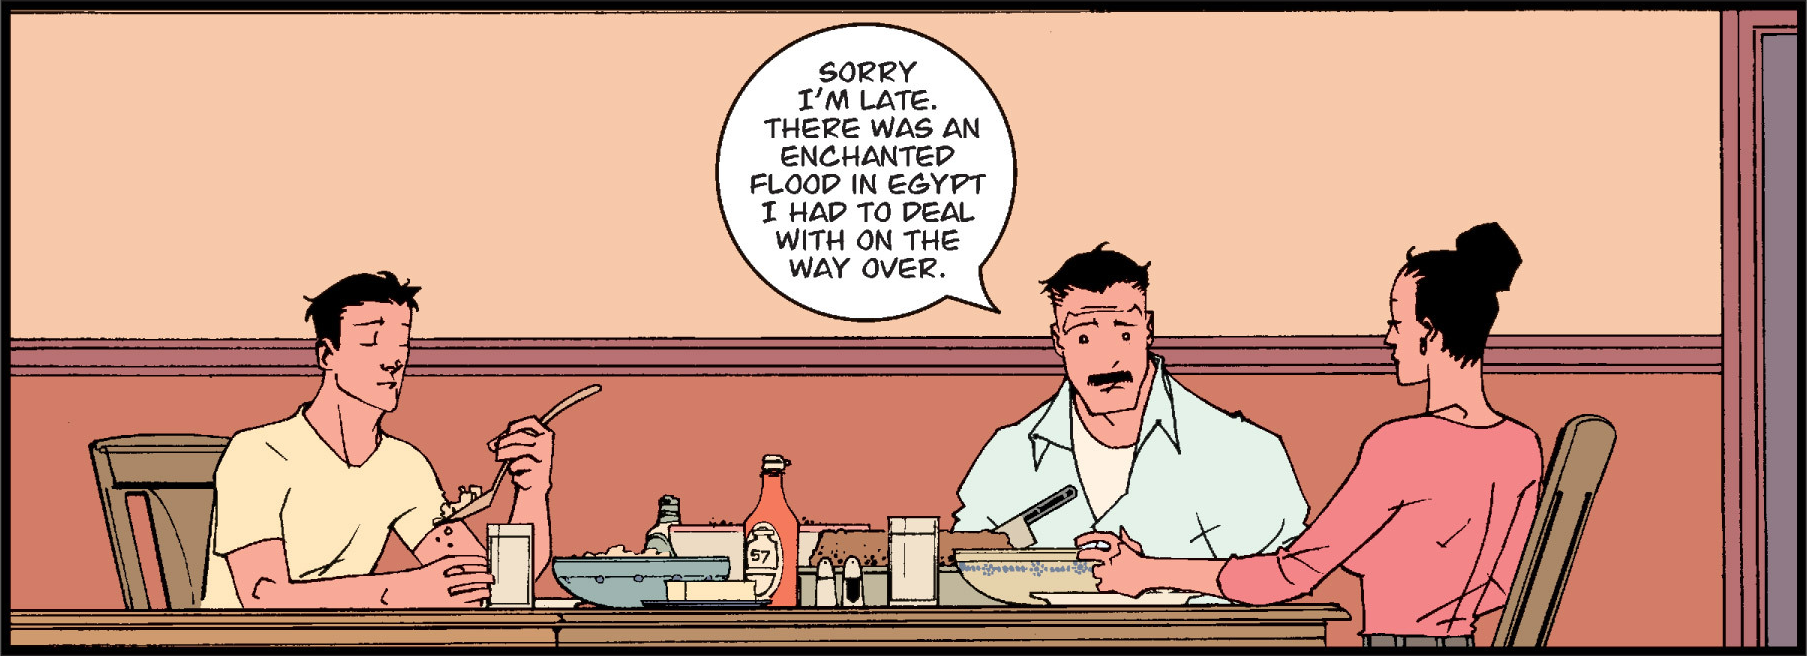 SORRY
I'M LATE.
THERE WAS AN
ENCHANTED
FLOOD IN EGYPT
I HAD TO DEAL
WITH ON THE
WAY OVER.
57